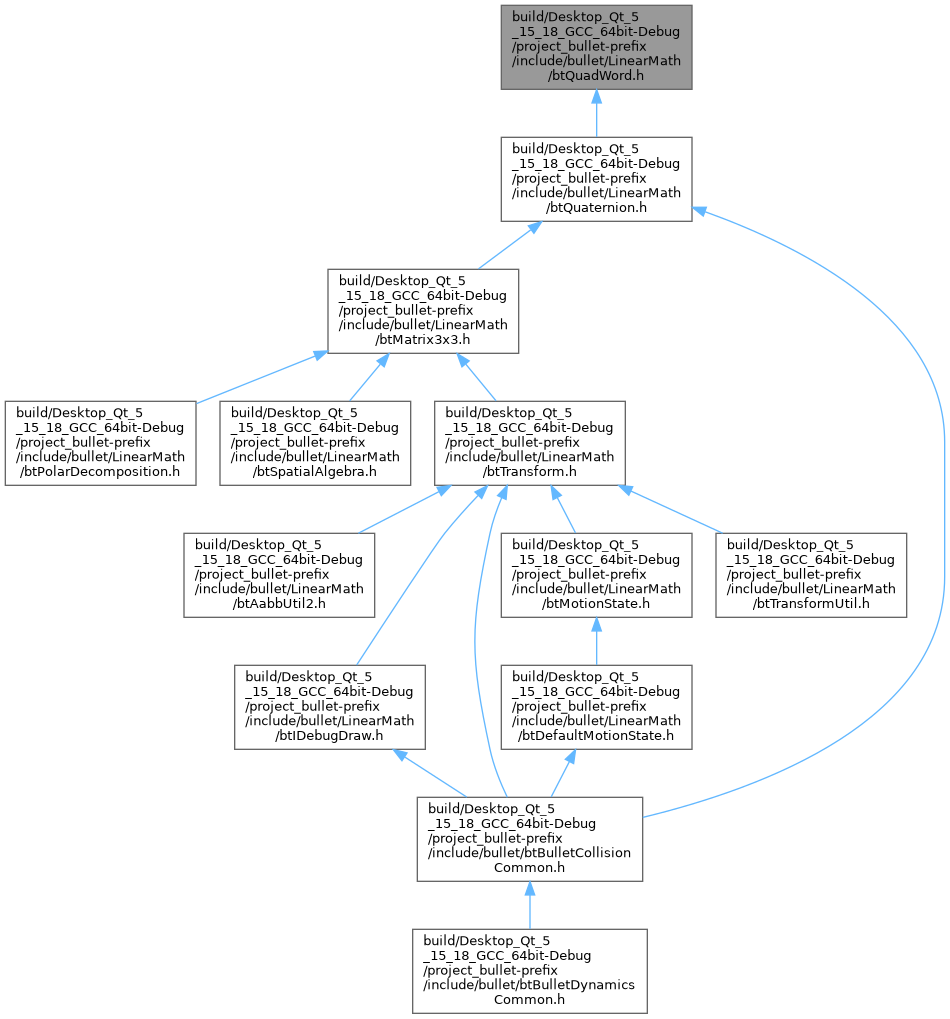 build/Desktop_Qt_5
_15_18_GCC_64bit-Debug
/project_bullet-prefix
/include/bullet/LinearMath
/btQuadWord.h
build/Desktop_Qt_5
_15_18_GCC_64bit-Debug
/project_bullet-prefix
/include/bullet/LinearMath
/btQuaternion.h
build/Desktop_Qt_5
_15_18_GCC_64bit-Debug
/project_bullet-prefix
/include/bullet/LinearMath
/btMatrix3x3.h
build/Desktop_Qt_5
_15_18_GCC_64bit-Debug
/project_bullet-prefix
/include/bullet/LinearMath
/btPolarDecomposition.h
build/Desktop_Qt_5
_15_18_GCC_64bit-Debug
/project_bullet-prefix
/include/bullet/LinearMath
/btSpatialAlgebra.h
build/Desktop_Qt_5
_15_18_GCC_64bit-Debug
/project_bullet-prefix
/include/bullet/LinearMath
/btTransform.h
build/Desktop_Qt_5
_15_18_GCC_64bit-Debug
/project_bullet-prefix
/include/bullet/LinearMath
/btAabbUtil2.h
build/Desktop_Qt_5
_15_18_GCC_64bit-Debug
/project_bullet-prefix
/include/bullet/LinearMath
/btMotionState.h
build/Desktop_Qt_5
_15_18_GCC_64bit-Debug
/project_bullet-prefix
/include/bullet/LinearMath
/btTransformUtil.h
build/Desktop_Qt_5
_15_18_GCC_64bit-Debug
/project_bullet-prefix
/include/bullet/LinearMath
/btIDebugDraw.h
build/Desktop_Qt_5
_15_18_GCC_64bit-Debug
/project_bullet-prefix
/include/bullet/LinearMath
/btDefaultMotionState.h
build/Desktop_Qt_5
_15_18_GCC_64bit-Debug
/project_bullet-prefix
/include/bullet/btBulletCollision
Common.h
build/Desktop_Qt_5
_15_18_GCC_64bit-Debug
/project_bullet-prefix
/include/bullet/btBulletDynamics
Common.h